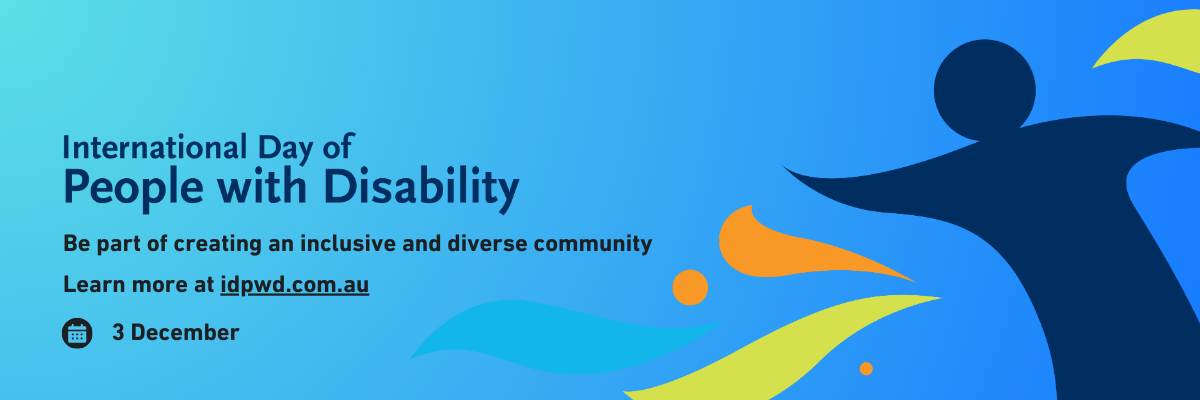 International Day of
People with Disability
Be part of creating an inclusive and diverse community
Learn more at idpwd.com.au
3 December